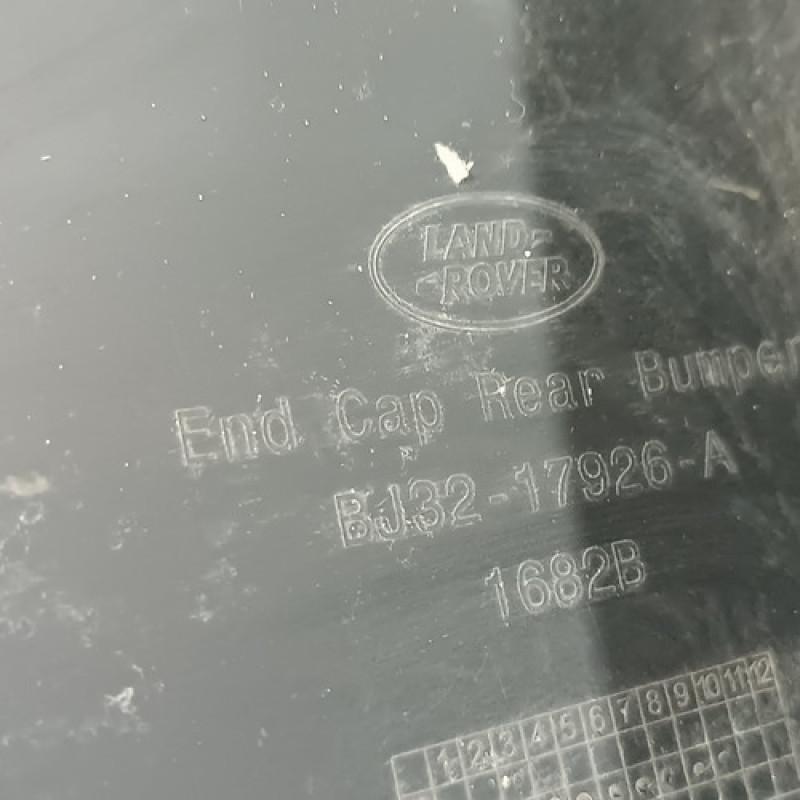 LAND-
-ROVER
End Cap Rear Bumper
BJ32-17926-A
1682B
1 2 3 4 5 6 7 8 9 10 11 12